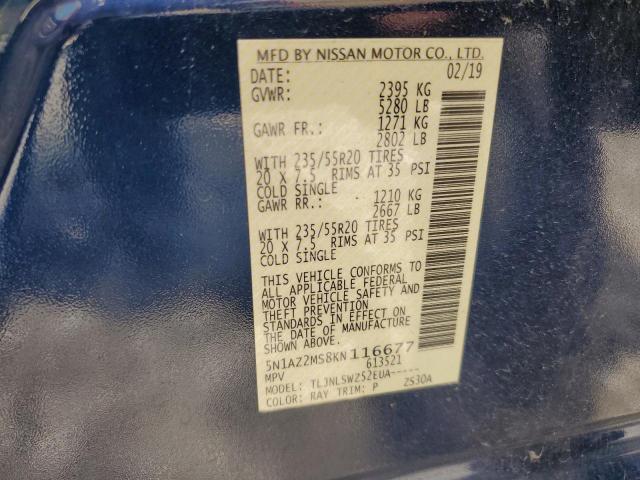 MFD BY NISSAN MOTOR CO., LTD.
DATE: 02/19
GVWR: 2395 KG
5280 LB
GAWR FR.: 1271 KG
2802 LB
WITH 235/55R20 TIRES
20 X 7.5 RIMS AT 35 PSI
COLD SINGLE
GAWR RR.: 1210 KG
2667 LB
WITH 235/55R20 TIRES
20 X 7.5 RIMS AT 35 PSI
COLD SINGLE
THIS VEHICLE CONFORMS TO
ALL APPLICABLE FEDERAL
MOTOR VEHICLE SAFETY AND
THEFT PREVENTION
STANDARDS IN EFFECT ON
THE DATE OF MANUFACTURE
SHOWN ABOVE.
5N1AZ2MS8KN116677
MPV 613521
MODEL: TLJNLSWZ52EUA-----
COLOR: RAY TRIM: P ZS30A